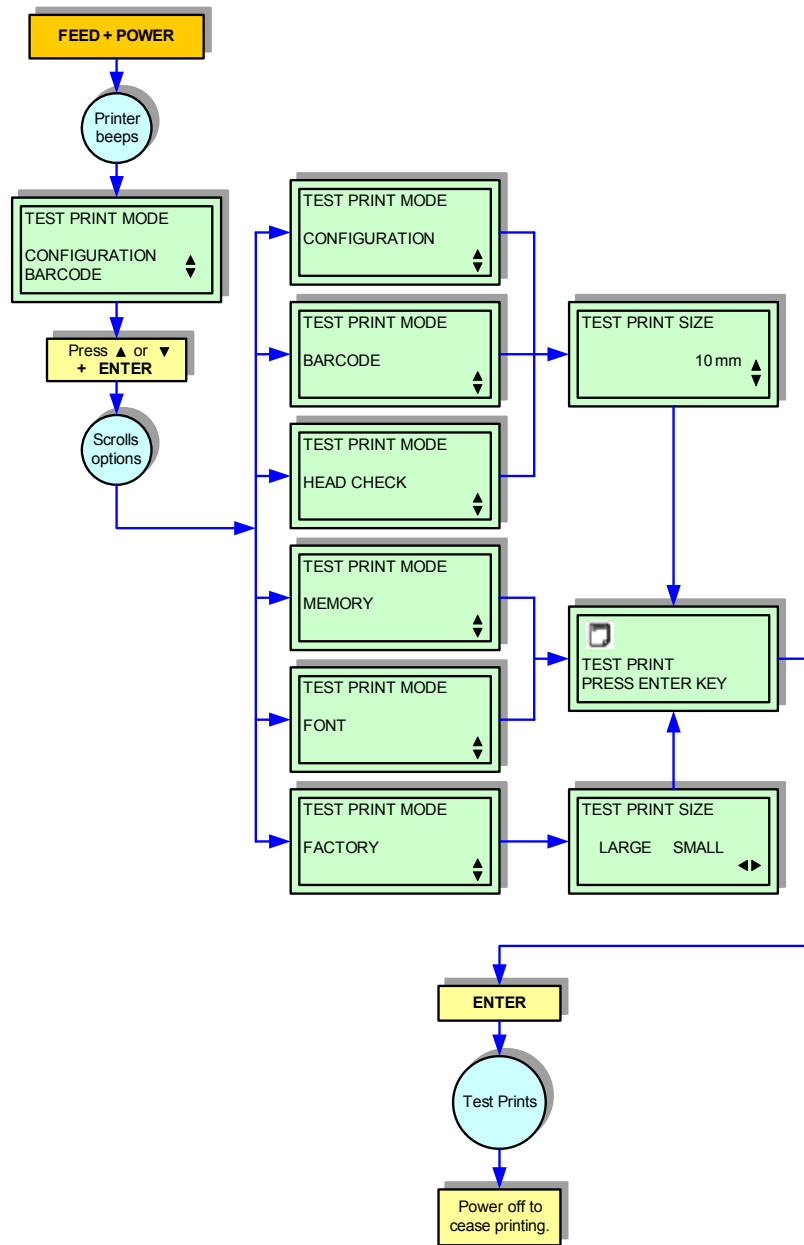 FEED + POWER
Printer
beeps
TEST PRINT MODE
CONFIGURATION
BARCODE
Press ▲ or ▼
+ ENTER
Scrolls
options
TEST PRINT MODE
CONFIGURATION
TEST PRINT MODE
BARCODE
TEST PRINT MODE
HEAD CHECK
TEST PRINT MODE
MEMORY
TEST PRINT MODE
FONT
TEST PRINT MODE
FACTORY
TEST PRINT SIZE
10 mm
TEST PRINT
PRESS ENTER KEY
TEST PRINT SIZE
LARGE SMALL
ENTER
Test Prints
Power off to
cease printing.